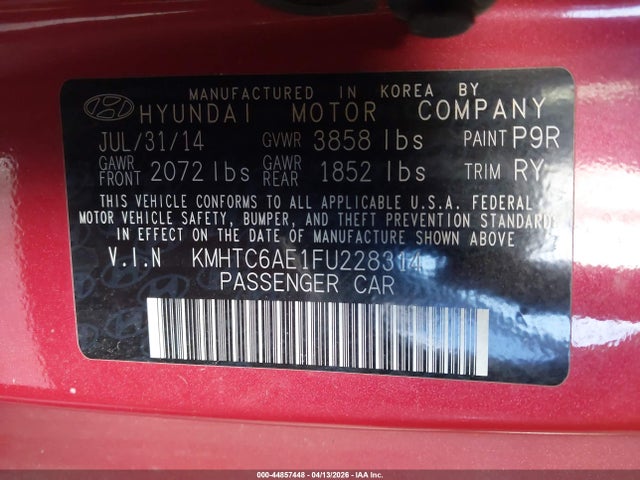 MANUFACTURED IN KOREA BY
HYUNDAI MOTOR COMPANY
JUL/31/14 GVWR 3858 lbs PAINT P9R
GAWR FRONT 2072 lbs GAWR REAR 1852 lbs TRIM RY
THIS VEHICLE CONFORMS TO ALL APPLICABLE U.S.A. FEDERAL
MOTOR VEHICLE SAFETY, BUMPER, AND THEFT PREVENTION STANDARDS
IN EFFECT ON THE DATE OF MANUFACTURE SHOWN ABOVE
V.I.N KMHTC6AE1FU228314
PASSENGER CAR
000-44857448 - 04/13/2026 - IAA Inc.